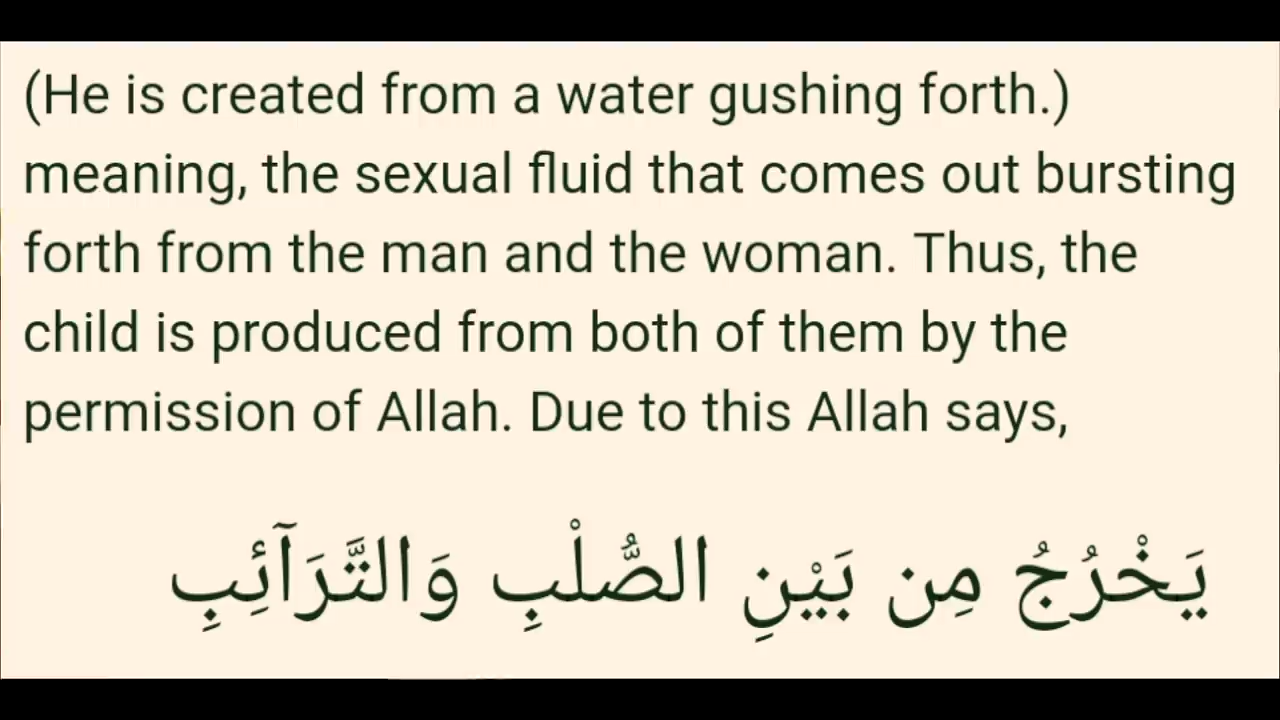 (He is created from a water gushing forth.)
meaning, the sexual fluid that comes out bursting
forth from the man and the woman. Thus, the
child is produced from both of them by the
permission of Allah. Due to this Allah says,
يَخْرُجُ مِن بَيْنِ الصُّلْبِ وَالتَّرَآئِبِ